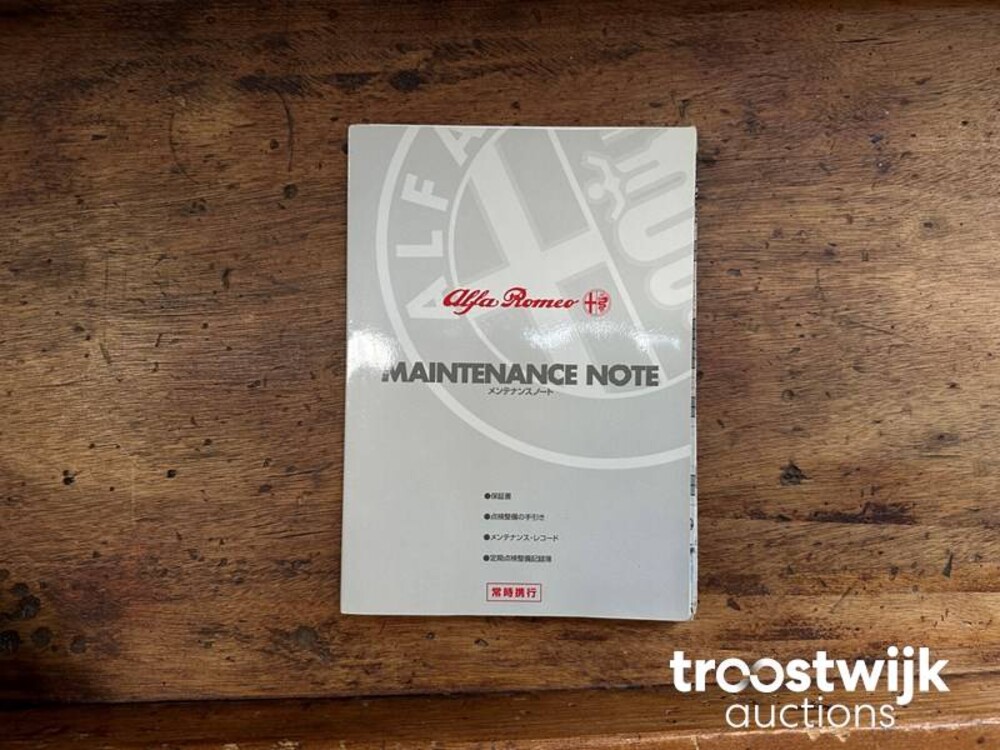 ALFA
Alfa Romeo
MAINTENANCE NOTE
メンテナンスノート
●保証書
●点検整備の手引き
●メンテナンス・レコード
●定期点検整備記録簿
常時携行
troostwijk
auctions